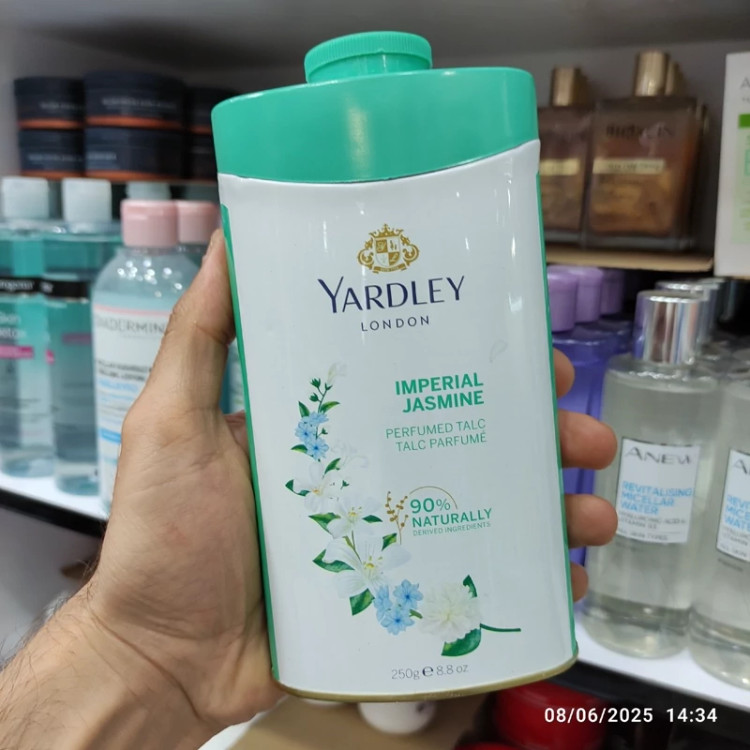 YARDLEY
LONDON
IMPERIAL
JASMINE
PERFUMED TALC
TALC PARFUMÉ
90%
NATURALLY
DERIVED INGREDIENTS
250g e 8.8 oz
ANEW
REVITALISING
MICELLAR
WATER
08/06/2025 14:34